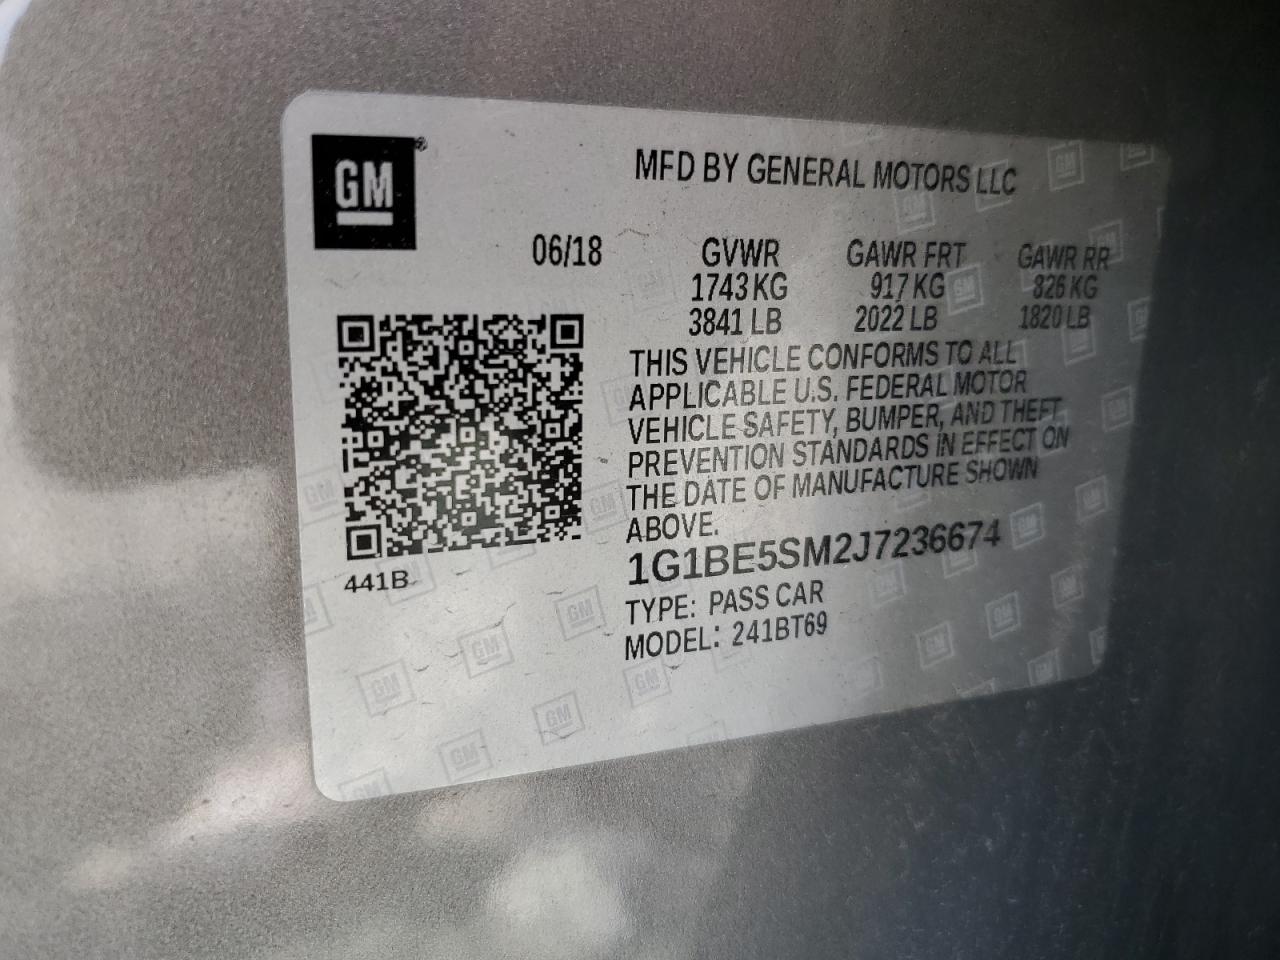 GM®
MFD BY GENERAL MOTORS LLC
06/18 GVWR GAWR FRT GAWR RR
1743 KG 917 KG 826 KG
3841 LB 2022 LB 1820 LB
THIS VEHICLE CONFORMS TO ALL
APPLICABLE U.S. FEDERAL MOTOR
VEHICLE SAFETY, BUMPER, AND THEFT
PREVENTION STANDARDS IN EFFECT ON
THE DATE OF MANUFACTURE SHOWN
ABOVE.
1G1BE5SM2J7236674
TYPE: PASS CAR
MODEL: 241BT69
441B